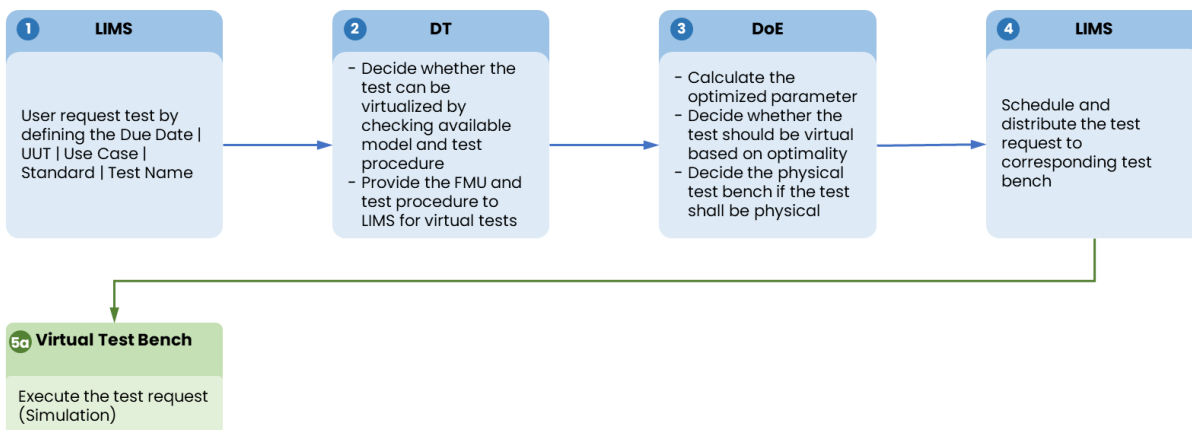 1 LIMS
User request test by
defining the Due Date |
UUT | Use Case |
Standard | Test Name
2 DT
- Decide whether the
test can be
virtualized by
checking available
model and test
procedure
- Provide the FMU and
test procedure to
LIMS for virtual tests
3 DoE
- Calculate the
optimized parameter
- Decide whether the
test should be virtual
based on optimality
- Decide the physical
test bench if the test
shall be physical
4 LIMS
Schedule and
distribute the test
request to
corresponding test
bench
5a Virtual Test Bench
Execute the test request
(Simulation)